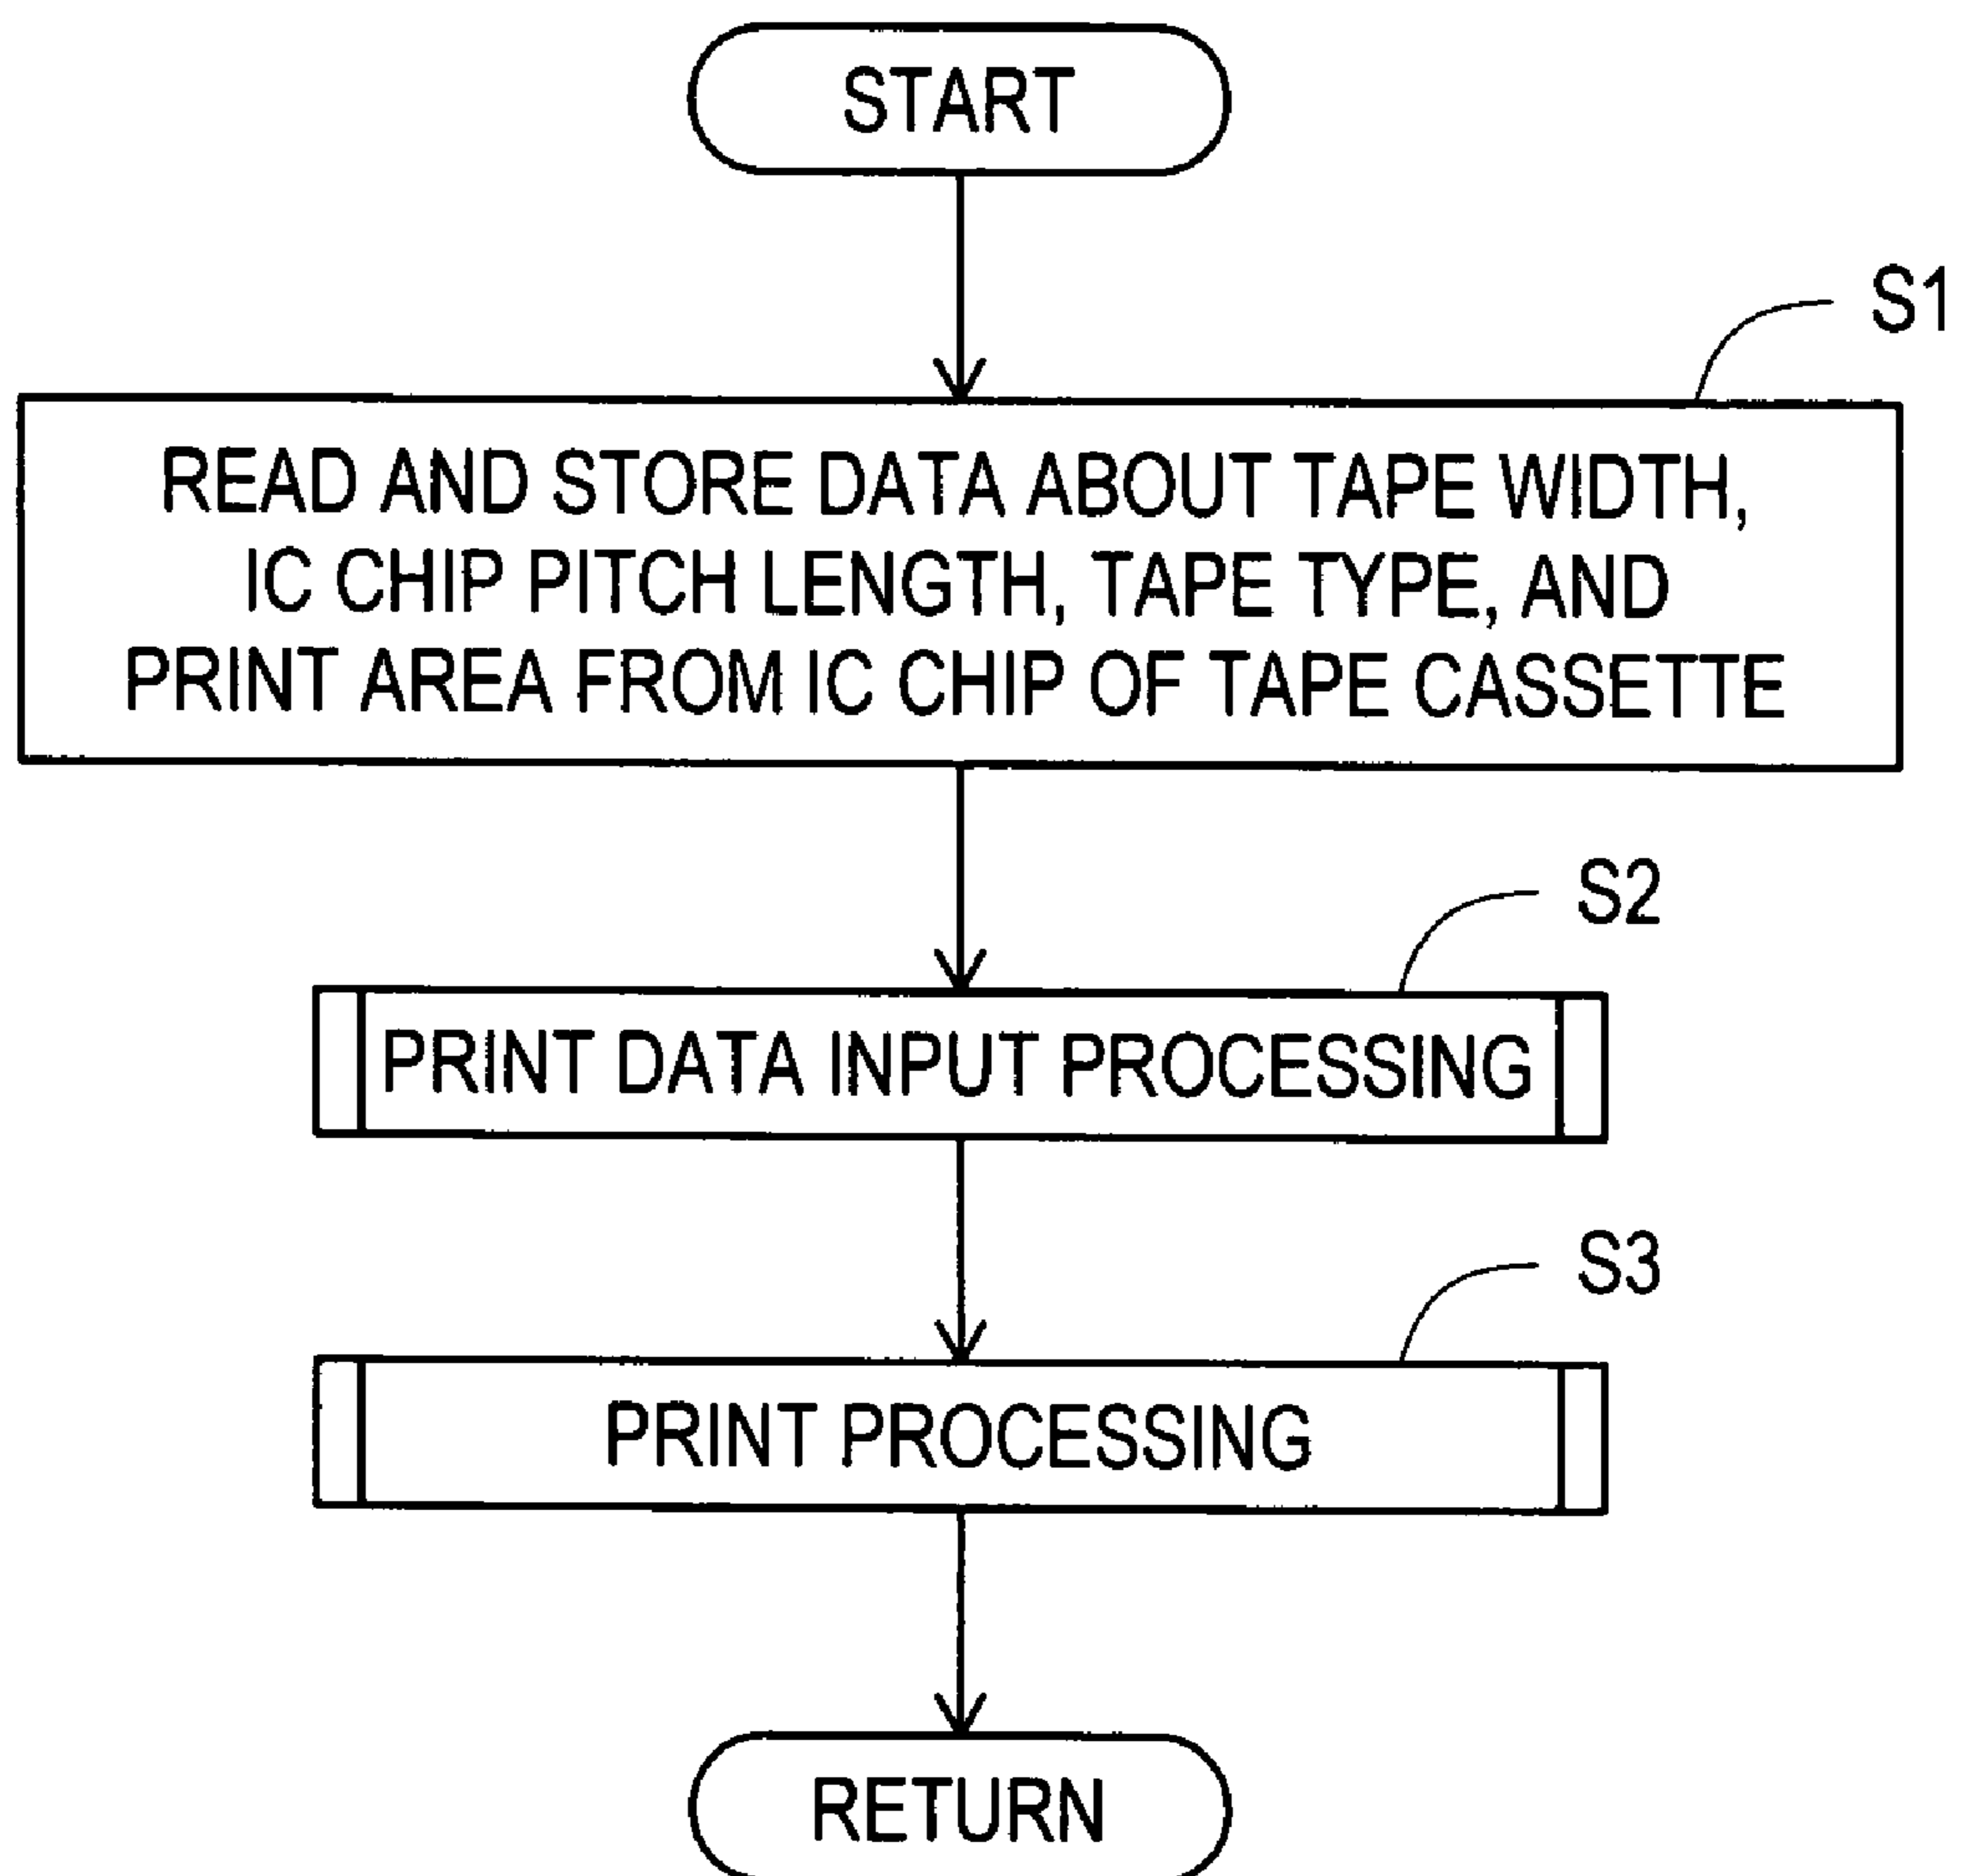 START
S1
READ AND STORE DATA ABOUT TAPE WIDTH,
IC CHIP PITCH LENGTH, TAPE TYPE, AND
PRINT AREA FROM IC CHIP OF TAPE CASSETTE
S2
PRINT DATA INPUT PROCESSING
S3
PRINT PROCESSING
RETURN